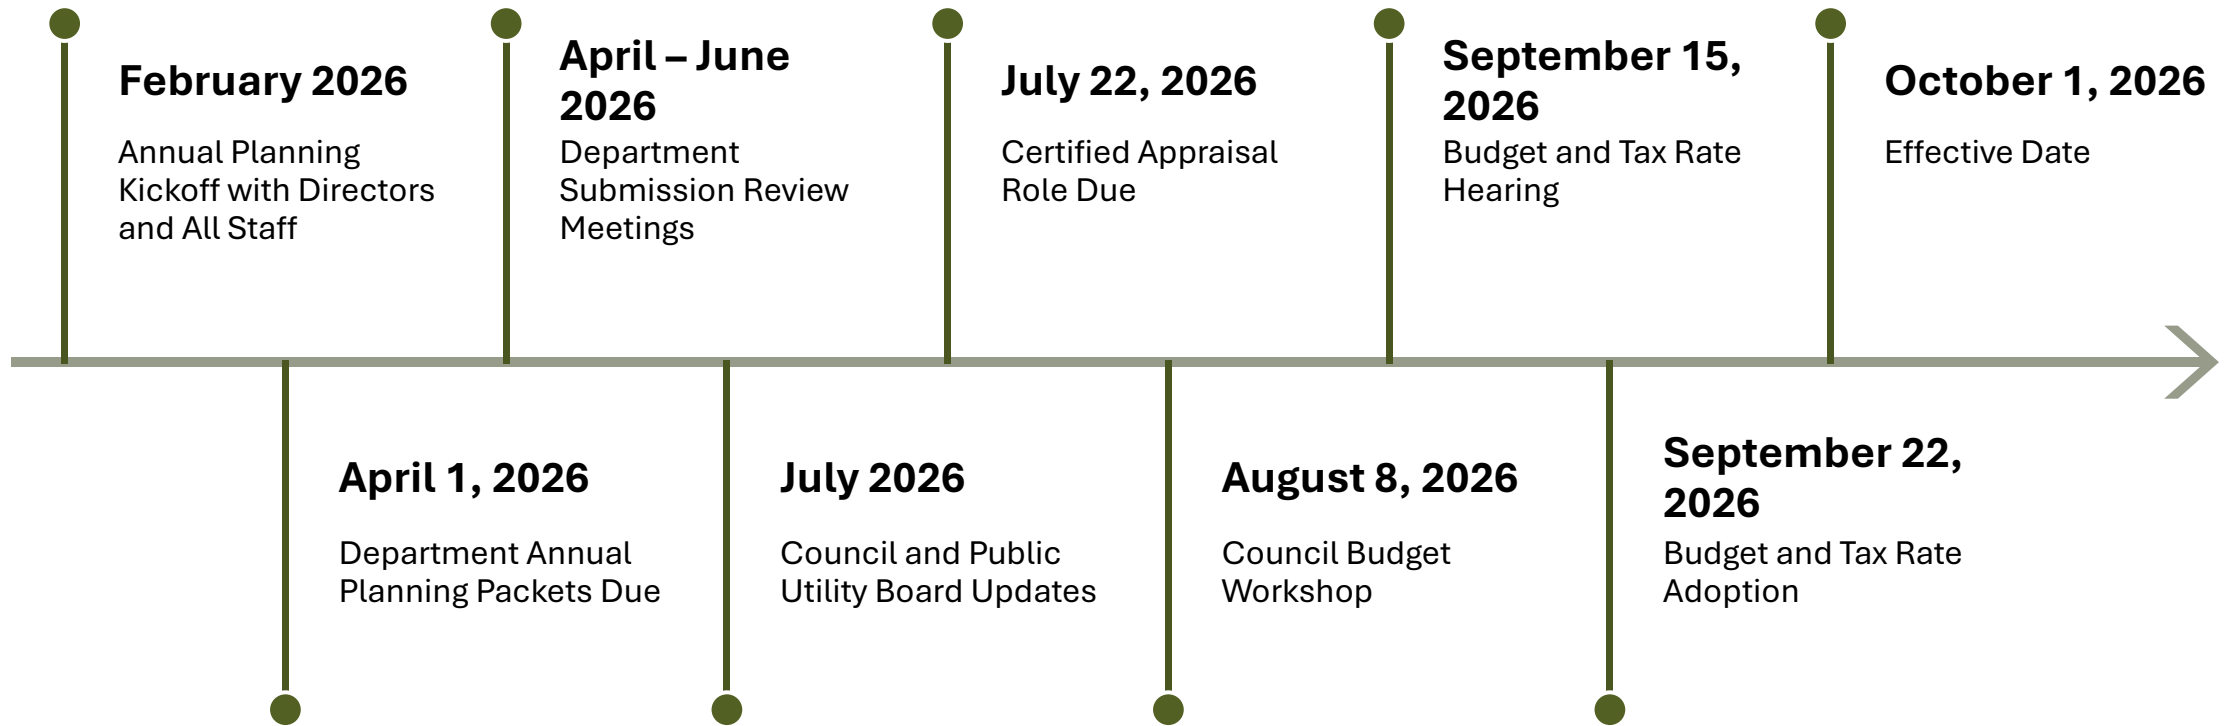 February 2026
Annual Planning
Kickoff with Directors
and All Staff
April 1, 2026
Department Annual
Planning Packets Due
April – June
2026
Department
Submission Review
Meetings
July 2026
Council and Public
Utility Board Updates
July 22, 2026
Certified Appraisal
Role Due
August 8, 2026
Council Budget
Workshop
September 15,
2026
Budget and Tax Rate
Hearing
September 22,
2026
Budget and Tax Rate
Adoption
October 1, 2026
Effective Date